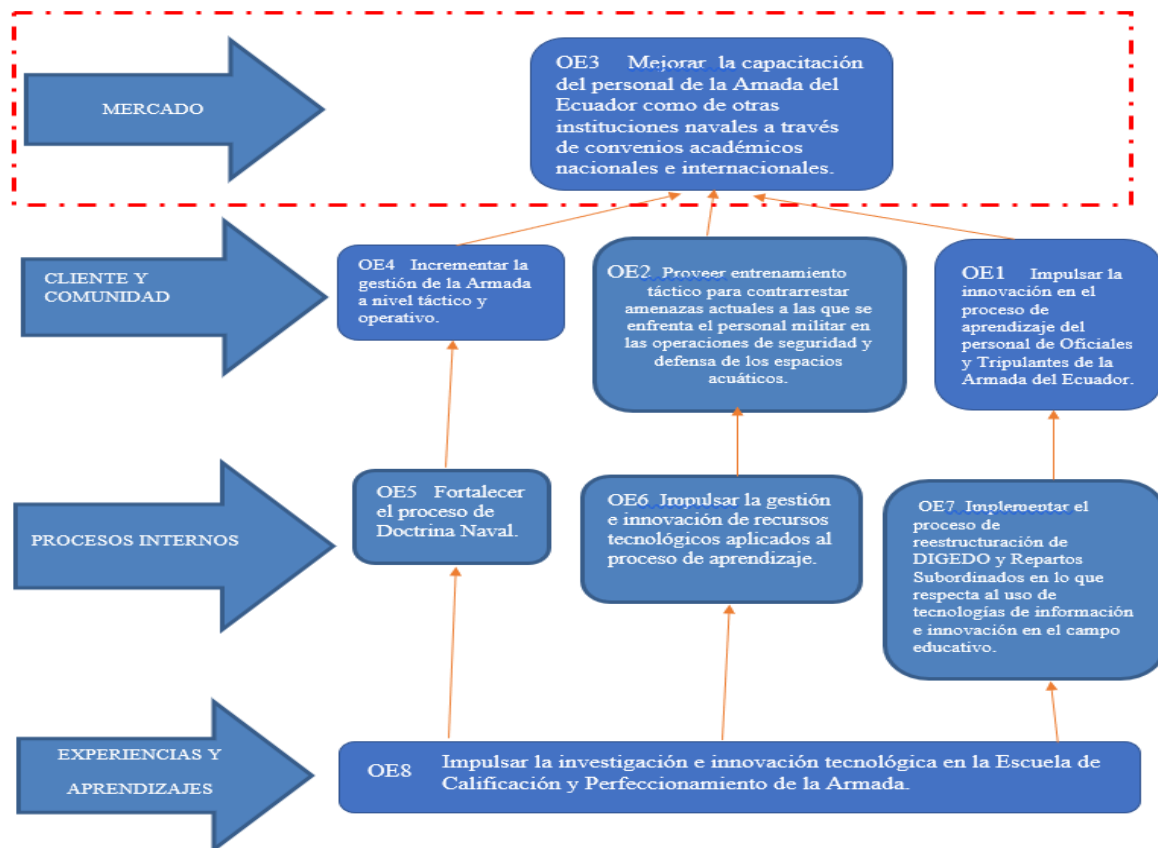 MERCADO
OE3 Mejorar la capacitación
del personal de la Amada del
Ecuador como de otras
instituciones navales a través
de convenios académicos
nacionales e internacionales.
CLIENTE Y
COMUNIDAD
OE4 Incrementar la
gestión de la Armada
a nivel táctico y
operativo.
OE2 Proveer entrenamiento
táctico para contrarrestar
amenazas actuales a las que se
enfrenta el personal militar en
las operaciones de seguridad y
defensa de los espacios
acuáticos.
OE1 Impulsar la
innovación en el
proceso de
aprendizaje del
personal de Oficiales
y Tripulantes de la
Armada del Ecuador.
PROCESOS INTERNOS
OE5 Fortalecer
el proceso de
Doctrina Naval.
OE6 Impulsar la gestión
e innovación de recursos
tecnológicos aplicados al
proceso de aprendizaje.
OE7 Implementar el
proceso de
reestructuración de
DIGEDO y Repartos
Subordinados en lo que
respecta al uso de
tecnologías de información
e innovación en el campo
educativo.
EXPERIENCIAS Y
APRENDIZAJES
OE8 Impulsar la investigación e innovación tecnológica en la Escuela de
Calificación y Perfeccionamiento de la Armada.